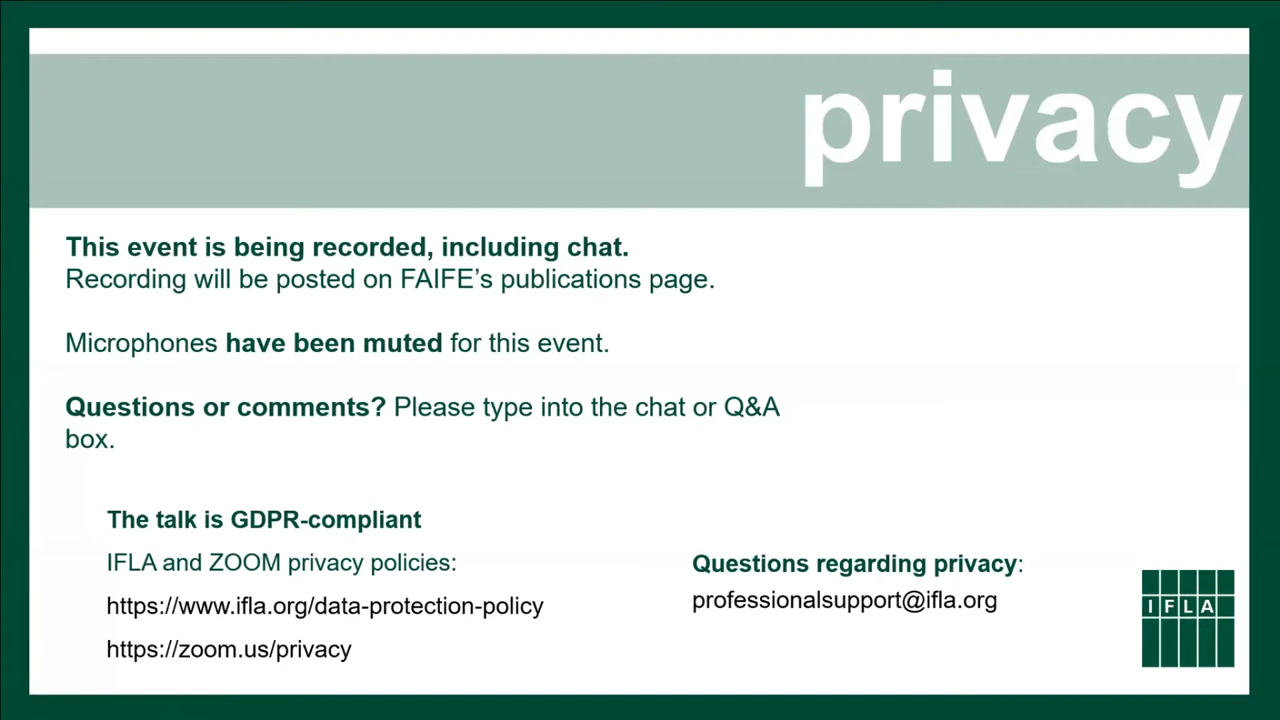 privacy
This event is being recorded, including chat.
Recording will be posted on FAIFE’s publications page.
Microphones have been muted for this event.
Questions or comments? Please type into the chat or Q&A
box.
The talk is GDPR-compliant
IFLA and ZOOM privacy policies:
https://www.ifla.org/data-protection-policy
https://zoom.us/privacy
Questions regarding privacy:
professionalsupport@ifla.org
IFLA